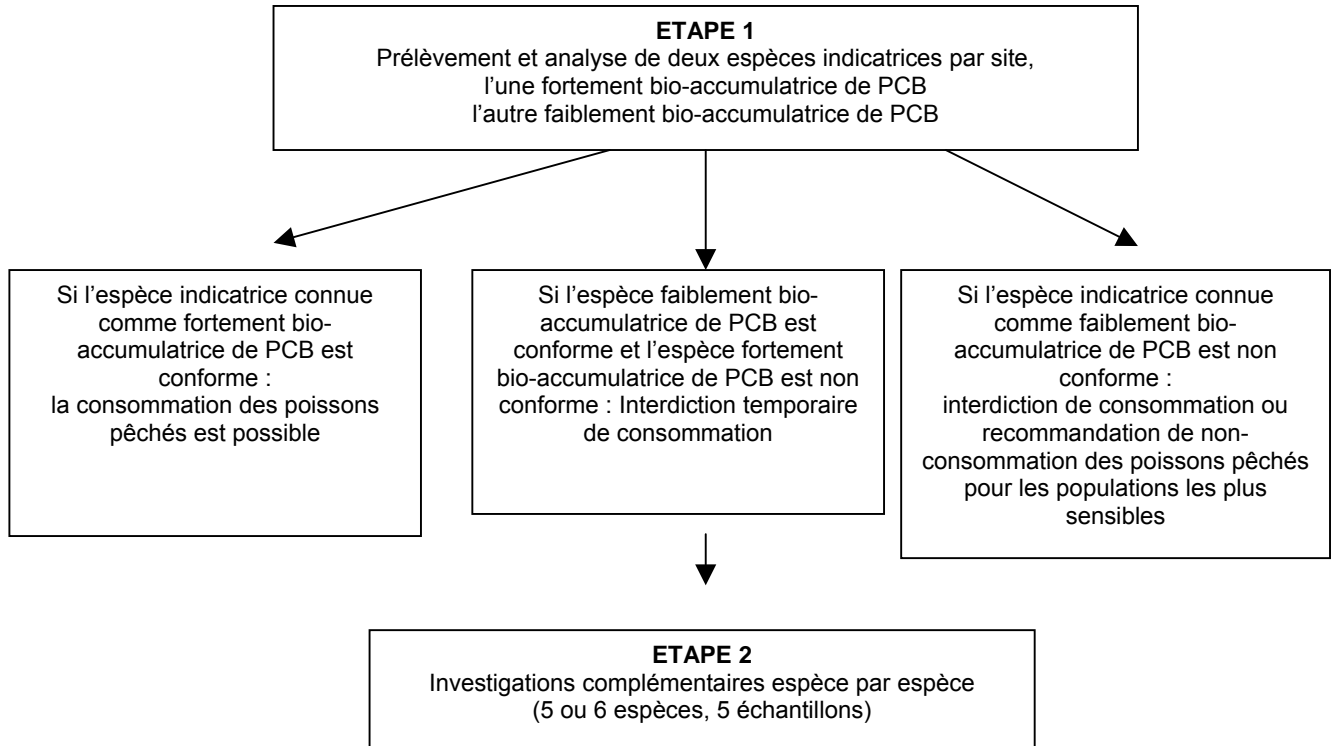 ETAPE 1
Prélèvement et analyse de deux espèces indicatrices par site,
l’une fortement bio-accumulatrice de PCB
l’autre faiblement bio-accumulatrice de PCB
Si l’espèce indicatrice connue
comme fortement bio-
accumulatrice de PCB est
conforme :
la consommation des poissons
pêchés est possible
Si l’espèce faiblement bio-
accumulatrice de PCB est
conforme et l’espèce fortement
bio-accumulatrice de PCB est non
conforme : Interdiction temporaire
de consommation
Si l’espèce indicatrice connue
comme faiblement bio-
accumulatrice de PCB est non
conforme :
interdiction de consommation ou
recommandation de non-
consommation des poissons pêchés
pour les populations les plus
sensibles
ETAPE 2
Investigations complémentaires espèce par espèce
(5 ou 6 espèces, 5 échantillons)